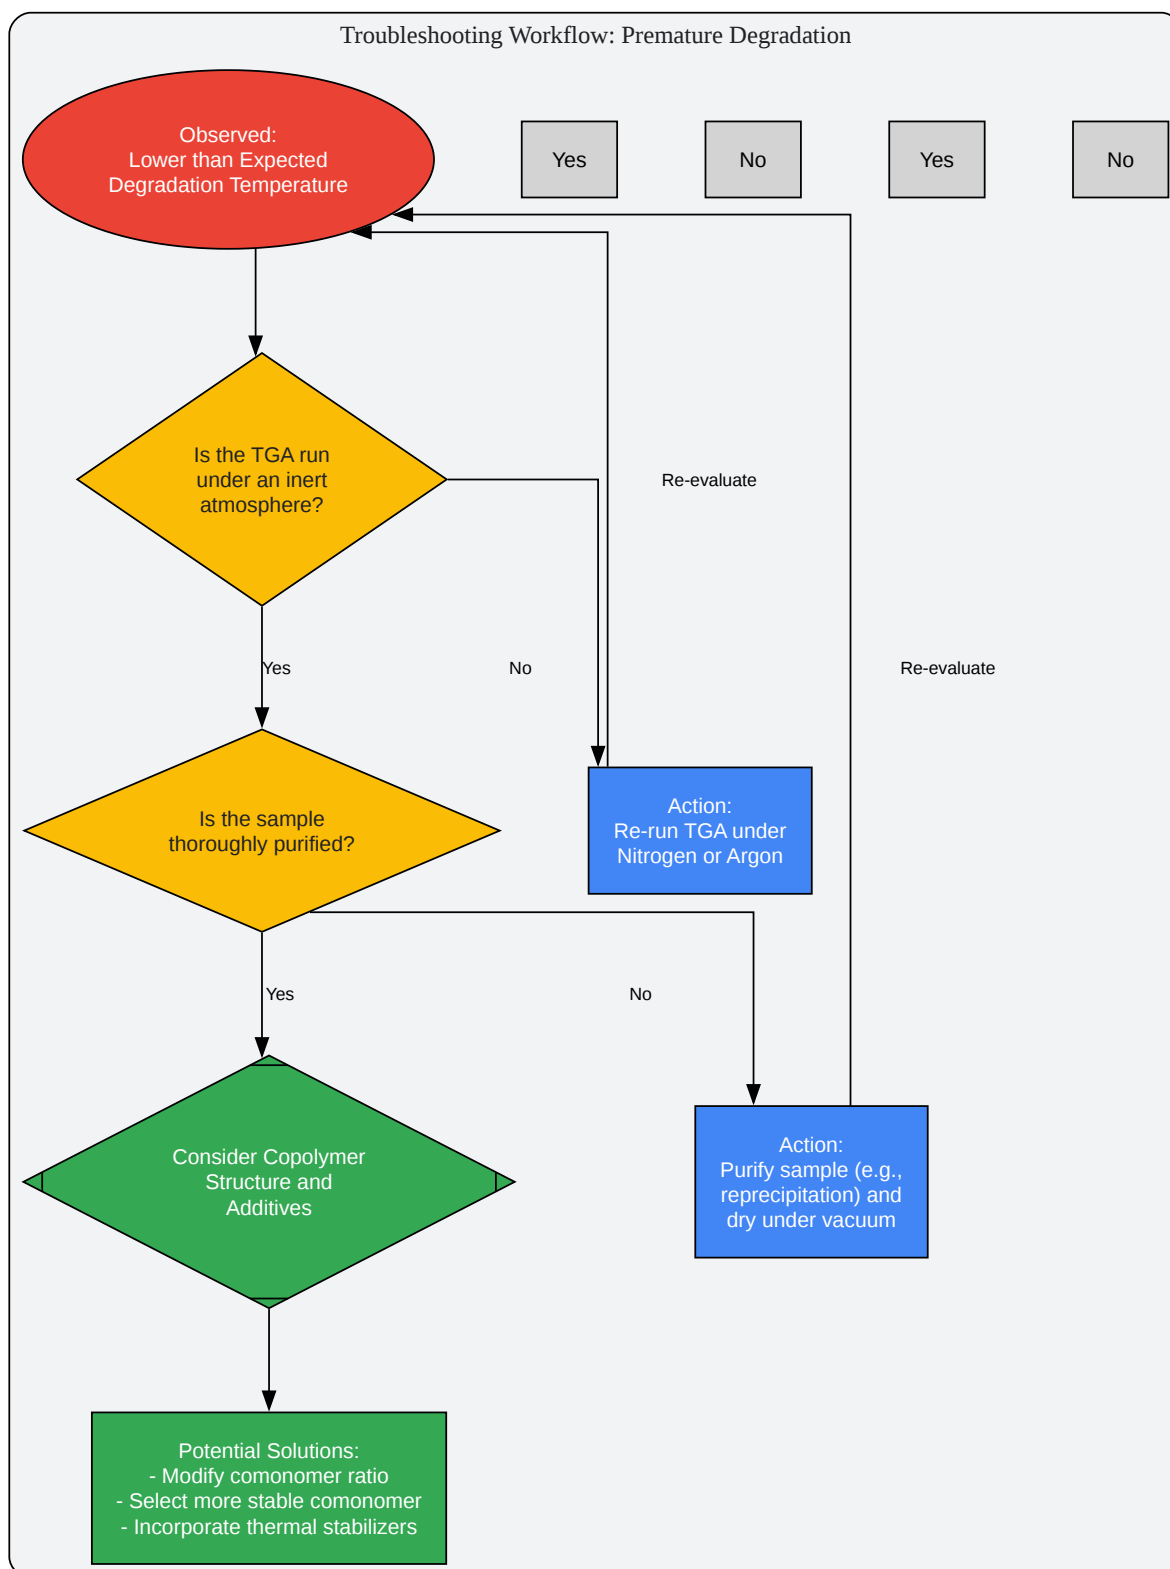 Troubleshooting Workflow: Premature Degradation
Observed:
Lower than Expected
Degradation Temperature
Yes
No
Yes
No
Is the TGA run
under an inert
atmosphere?
Re-evaluate
Yes
No
Re-evaluate
Is the sample
thoroughly purified?
Action:
Re-run TGA under
Nitrogen or Argon
Yes
No
Consider Copolymer
Structure and
Additives
Action:
Purify sample (e.g.,
reprecipitation) and
dry under vacuum
Potential Solutions:
- Modify comonomer ratio
- Select more stable comonomer
- Incorporate thermal stabilizers